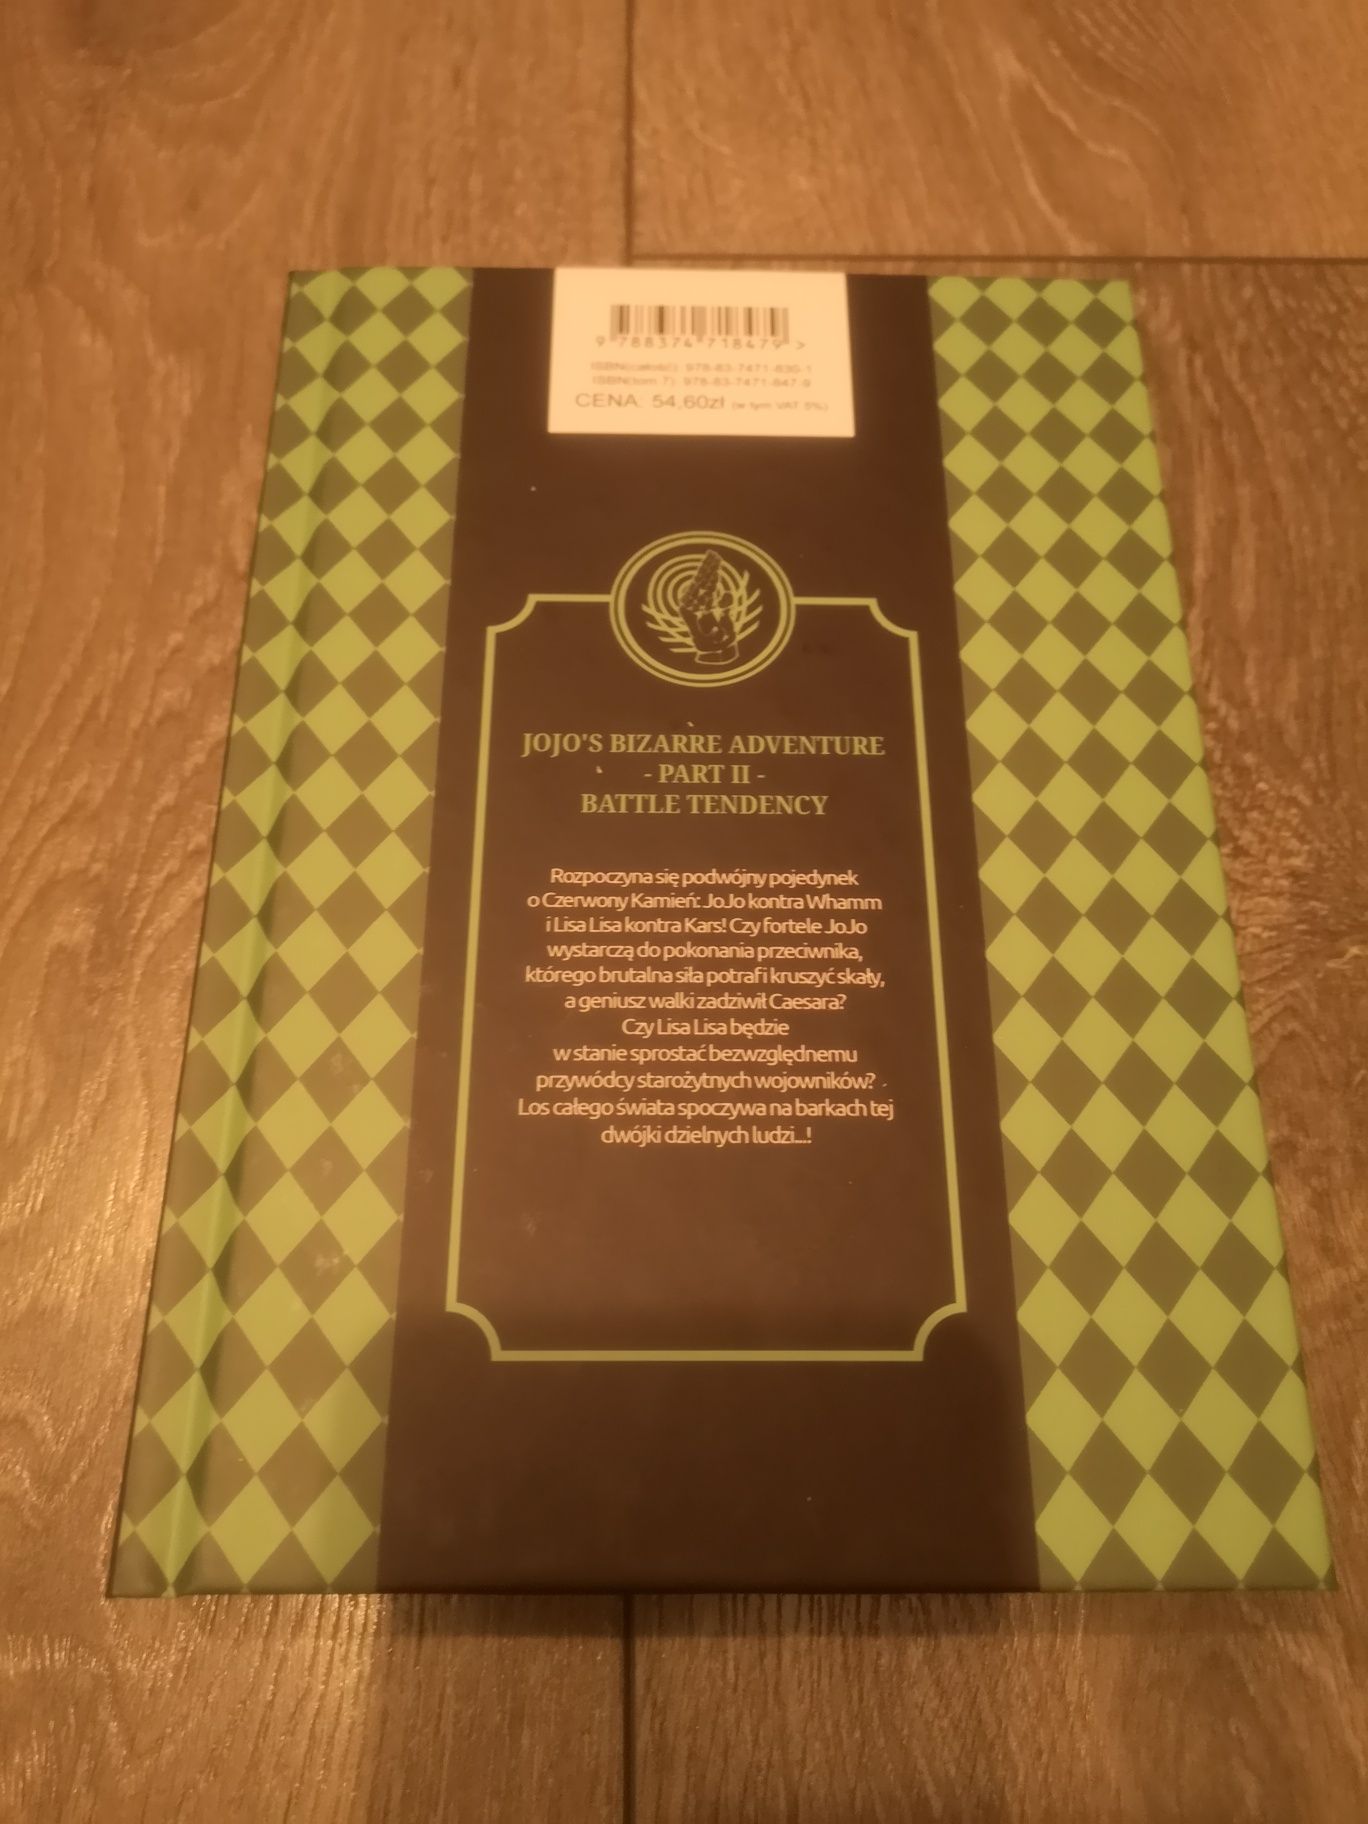 9 788374 718479 >
ISBN(całość): 978-83-7471-830-1
ISBN(tom 7): 978-83-7471-847-9
CENA: 54,60zł (w tym VAT 5%)
JOJO'S BIZARRE ADVENTURE
- PART II -
BATTLE TENDENCY
Rozpoczyna się podwójny pojedynek
o Czerwony Kamień: JoJo kontra Whamm
i Lisa Lisa kontra Kars! Czy fortele JoJo
wystarczą do pokonania przeciwnika,
którego brutalna siła potrafi kruszyć skały,
a geniusz walki zadziwił Caesara?
Czy Lisa Lisa będzie
w stanie sprostać bezwzględnemu
przywódcy starożytnych wojowników?
Los całego świata spoczywa na barkach tej
dwójki dzielnych ludzi...!